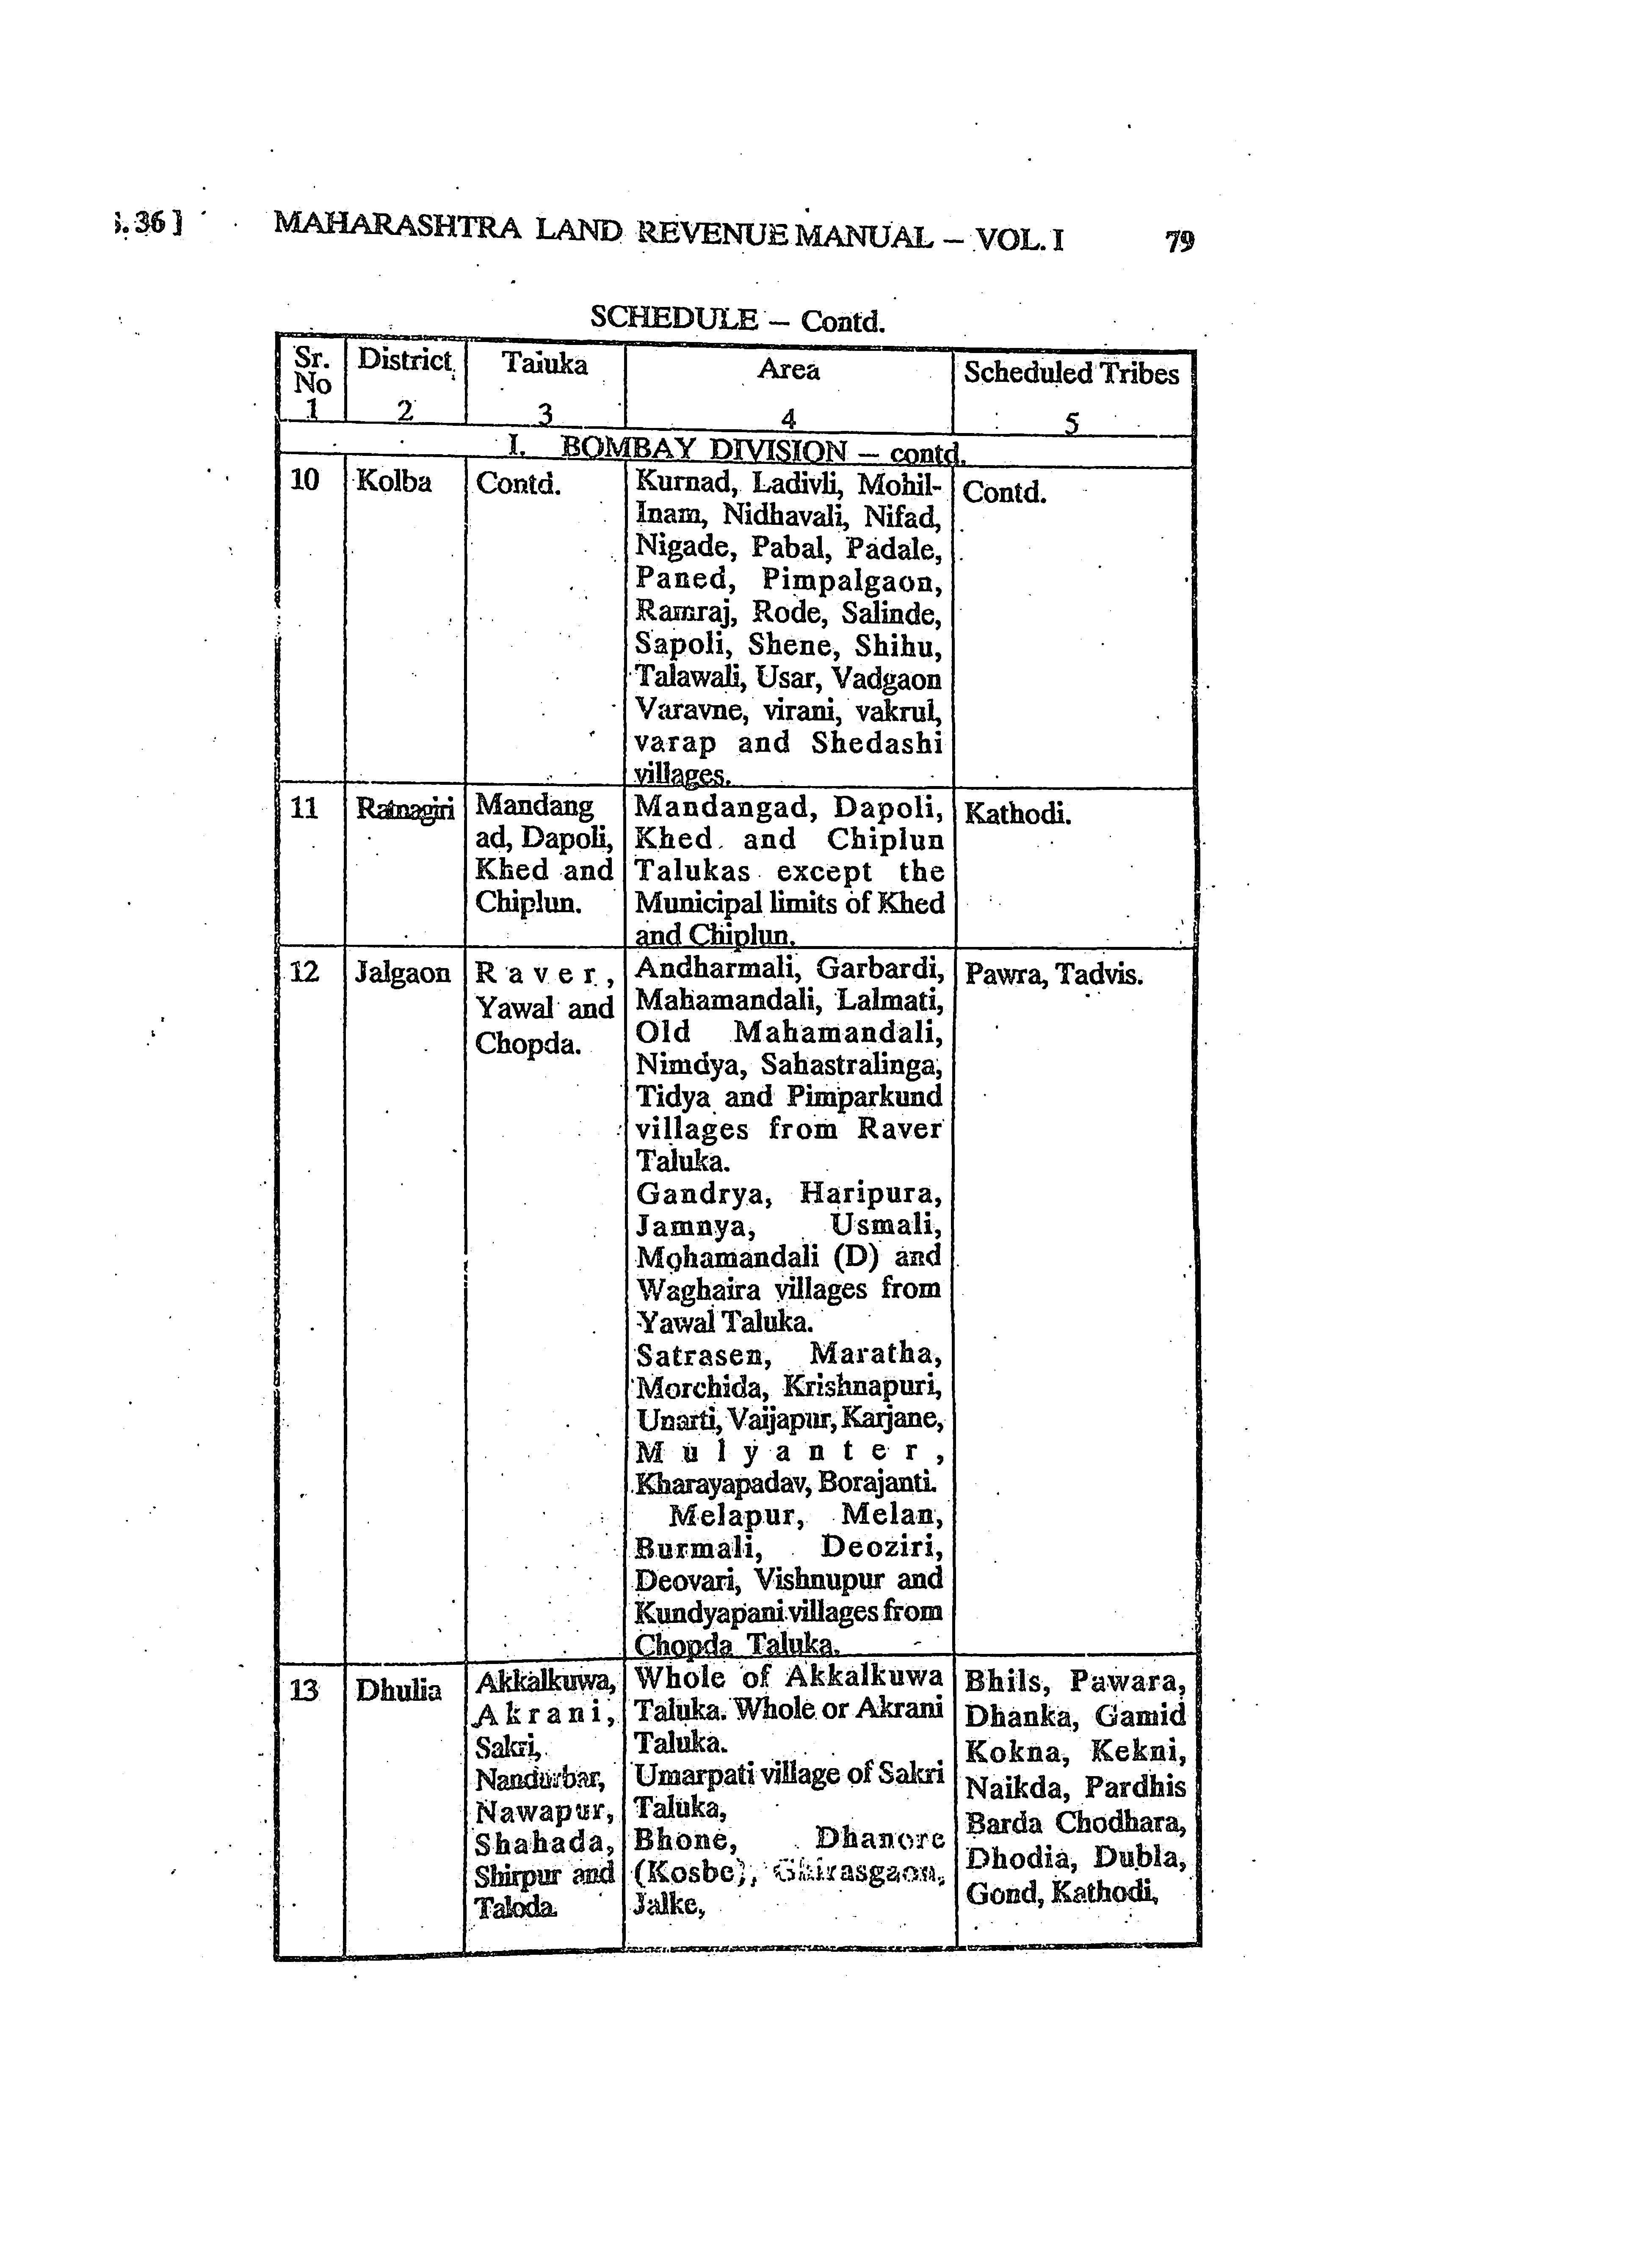 .36] MAHARASHTRA LAND REVENUE MANUAL – VOL. I 79
SCHEDULE – Contd.
Sr. No District Taluka Area Scheduled Tribes
1 2 3 4 5
I. BOMBAY DIVISION – contd.
10 Kolba Contd. Kurnad, Ladivli, Mohil- Contd.
Inam, Nidhavali, Nifad,
Nigade, Pabal, Padale,
Paned, Pimpalgaon,
Ramraj, Rode, Salinde,
Sapoli, Shene, Shihu,
Talawali, Usar, Vadgaon
Varavne, virani, vakrul,
varap and Shedashi
villages.
11 Ratnagiri Mandang Mandangad, Dapoli, Kathodi.
ad, Dapoli, Khed and Chiplun
Khed and Talukas except the
Chiplun. Municipal limits of Khed
and Chiplun.
12 Jalgaon Raver, Andharmali, Garbardi, Pawra, Tadvis.
Yawal and Mahamandali, Lalmati,
Chopda. Old Mahamandali,
Nimdya, Sahastralinga,
Tidya and Pimparkund
villages from Raver
Taluka.
Gandrya, Haripura,
Jamnya, Usmali,
Mohamandali (D) and
Waghaira villages from
Yawal Taluka.
Satrasen, Maratha,
Morchida, Krishnapuri,
Unarti, Vaijapur, Karjane,
Mulyanter,
Kharayapadav, Borajanti.
Melapur, Melan,
Burmali, Deoziri,
Deovari, Vishnupur and
Kundyapani villages from
Chopda Taluka.
13 Dhulia Akkalkuwa, Whole of Akkalkuwa Bhils, Pawara,
Akrani, Taluka. Whole or Akrani Dhanka, Gamid
Sakri, Taluka. Kokna, Kekni,
Nandurbar, Umarpati village of Sakri Naikda, Pardhis
Nawapur, Taluka, Barda Chodhara,
Shahada, Bhone, Dhanore Dhodia, Dubla,
Shirpur and (Kosbe), Ghirasgaon, Gond, Kathodi,
Taloda. Jalke,